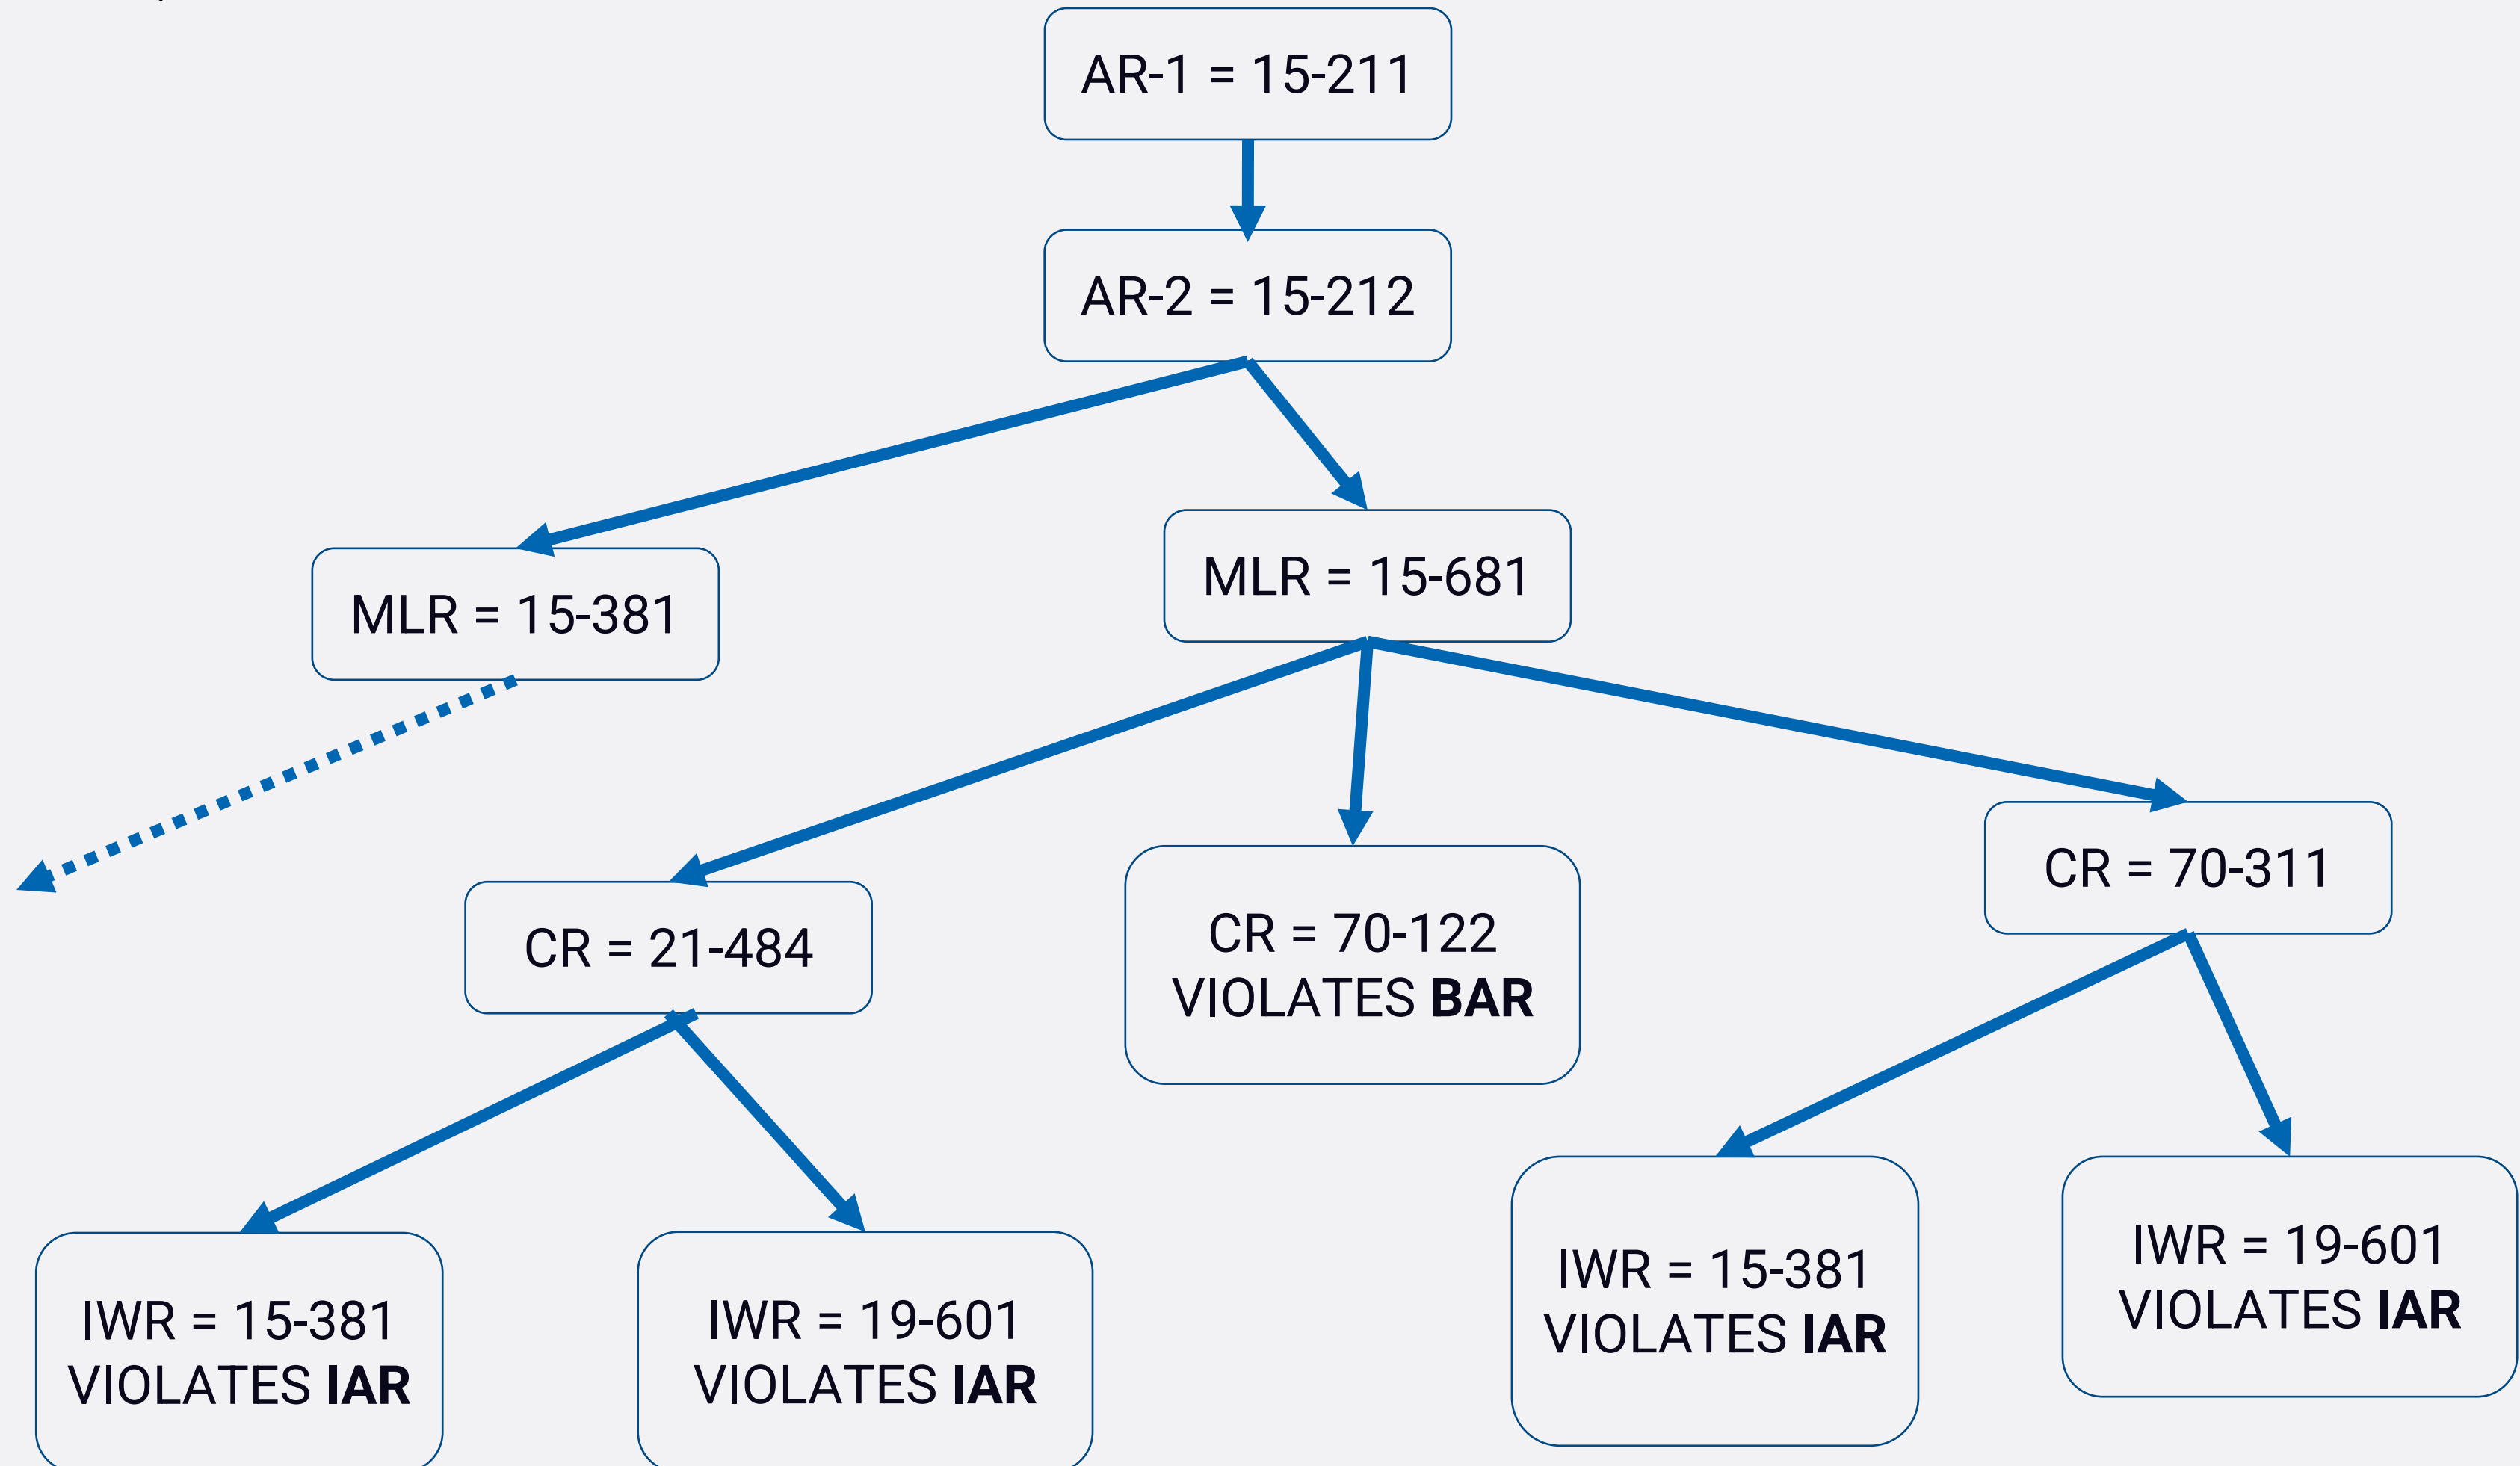 AR-1 = 15-211
AR-2 = 15-212
MLR = 15-381
MLR = 15-681
CR = 21-484
CR = 70-122
VIOLATES BAR
CR = 70-311
IWR = 15-381
VIOLATES IAR
IWR = 19-601
VIOLATES IAR
IWR = 15-381
VIOLATES IAR
IWR = 19-601
VIOLATES IAR